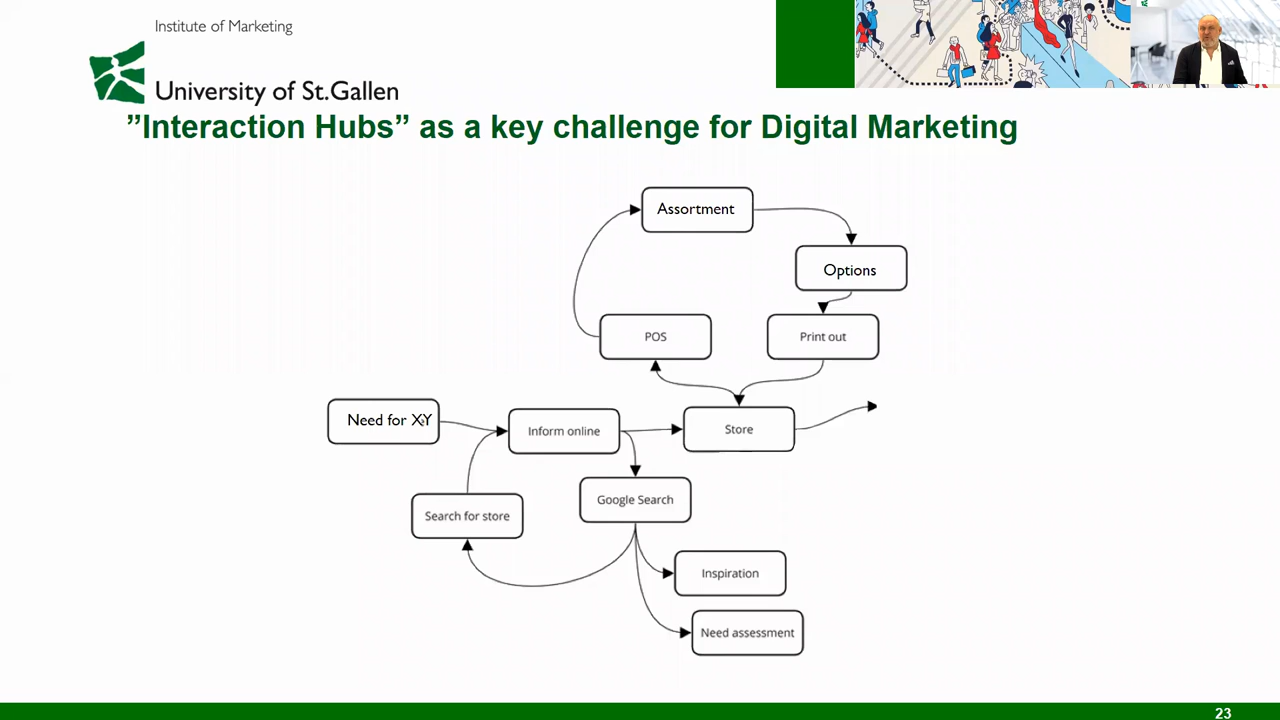 Institute of Marketing
University of St.Gallen
”Interaction Hubs” as a key challenge for Digital Marketing
Assortment
Options
POS
Print out
Need for XY
Inform online
Store
Google Search
Search for store
Inspiration
Need assessment
23